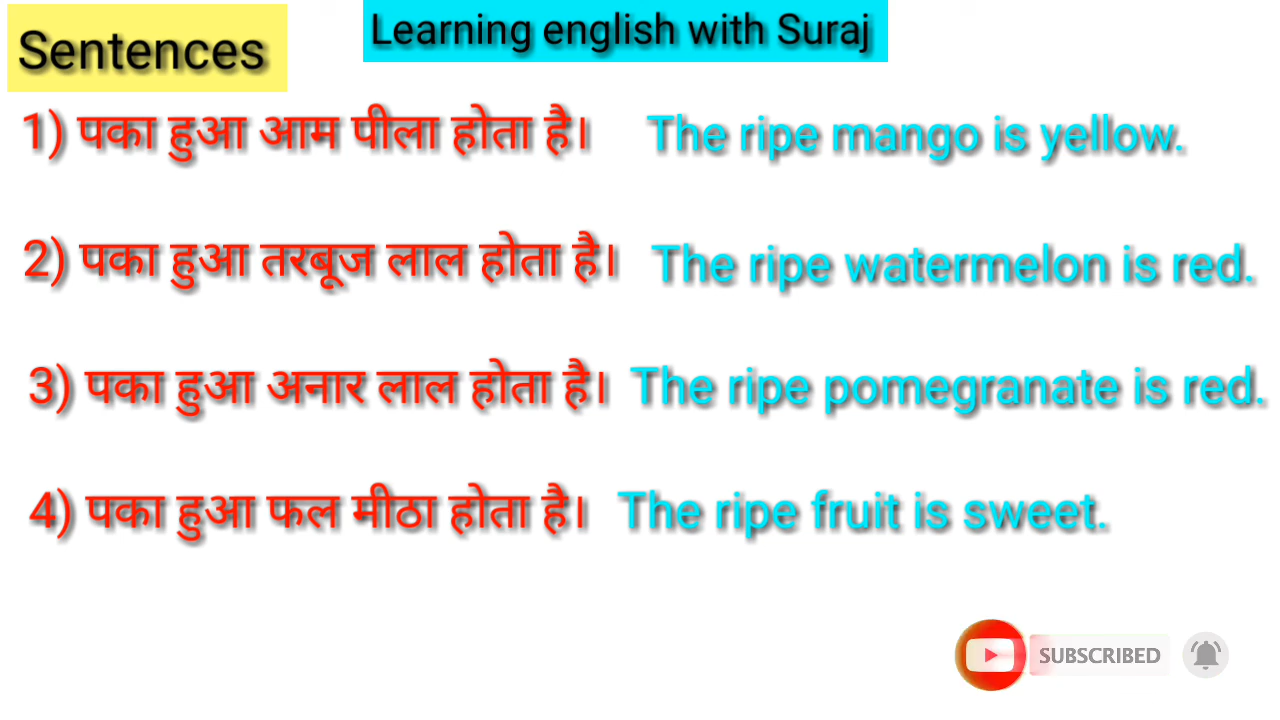 Sentences
Learning english with Suraj
1) पका हुआ आम पीला होता है। The ripe mango is yellow.
2) पका हुआ तरबूज लाल होता है। The ripe watermelon is red.
3) पका हुआ अनार लाल होता है। The ripe pomegranate is red.
4) पका हुआ फल मीठा होता है। The ripe fruit is sweet.
SUBSCRIBED